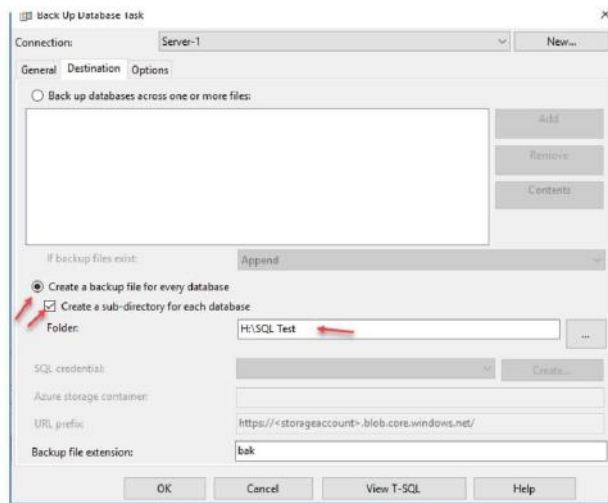 Back Up Database Task
Connection: Server-1 New...
General Destination Options
Back up databases across one or more files:
Add
Remove
Contents
If backup files exist: Append
Create a backup file for every database
Create a sub-directory for each database
Folder: H:\SQL Test ...
SQL credential: Create...
Azure storage container:
URL prefix: https://<storageaccount>.blob.core.windows.net/
Backup file extension: bak
OK Cancel View T-SQL Help